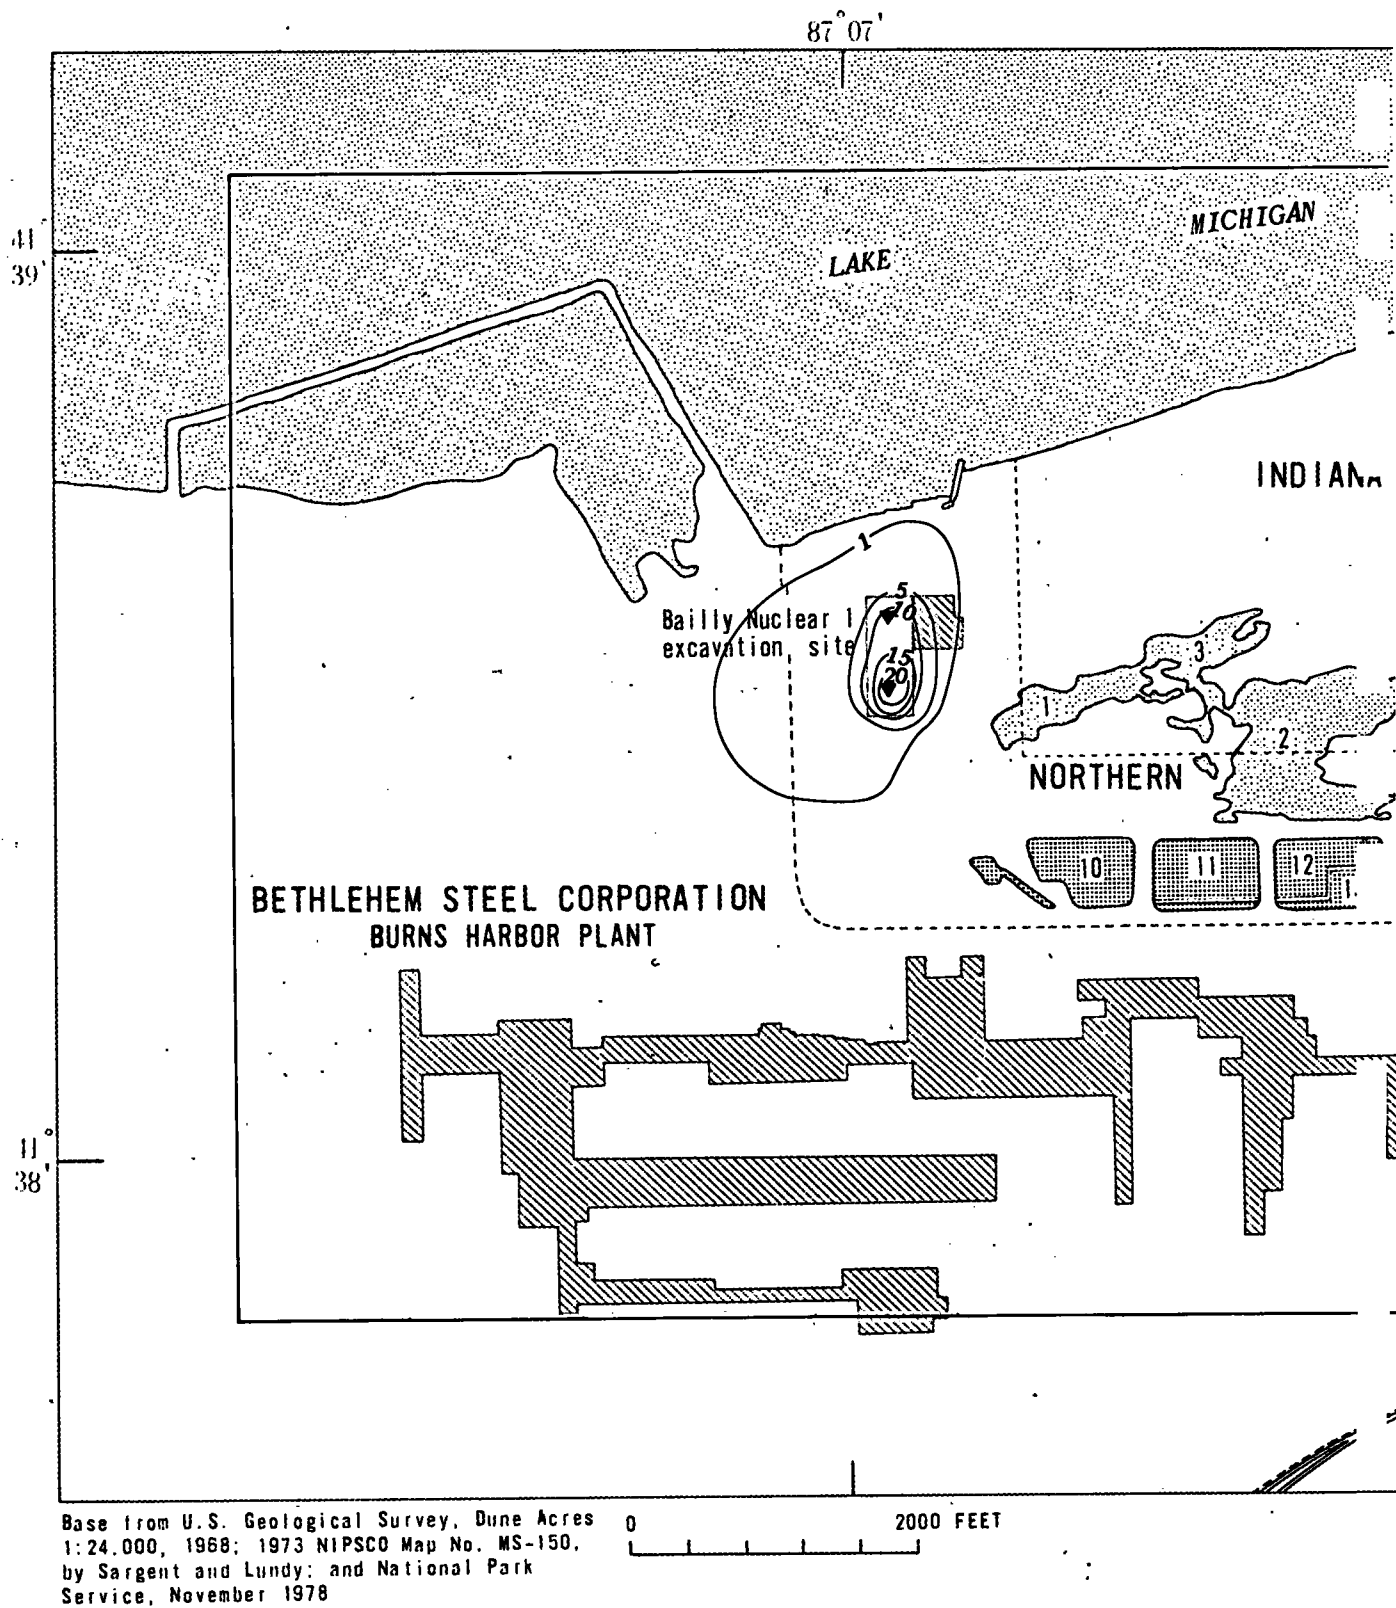 87°07'
41°
39'
MICHIGAN
LAKE
INDIANA
1
5
10
Bailly Nuclear 1
excavation site
15
20
3
1
2
NORTHERN
10
11
12
BETHLEHEM STEEL CORPORATION
BURNS HARBOR PLANT
41°
38'
Base from U.S. Geological Survey, Dune Acres
1:24,000, 1968; 1973 NIPSCO Map No. MS-150,
by Sargent and Lundy; and National Park
Service, November 1978
0 2000 FEET